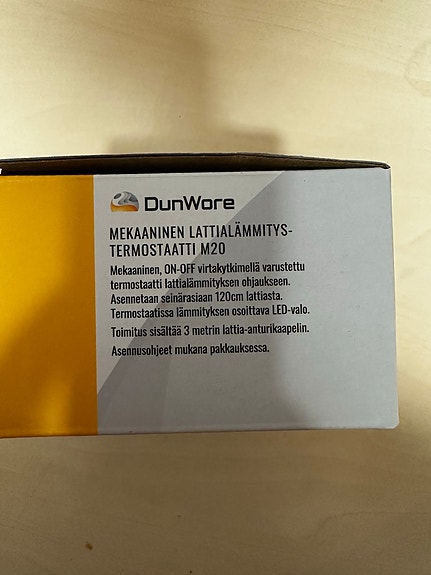 DunWore
MEKAANINEN LATTIALÄMMITYS-
TERMOSTAATTI M20
Mekaaninen, ON-OFF virtakytkimellä varustettu
termostaatti lattialämmityksen ohjaukseen.
Asennetaan seinärasiaan 120cm lattiasta.
Termostaatissa lämmityksen osoittava LED-valo.
Toimitus sisältää 3 metrin lattia-anturikaapelin.
Asennusohjeet mukana pakkauksessa.